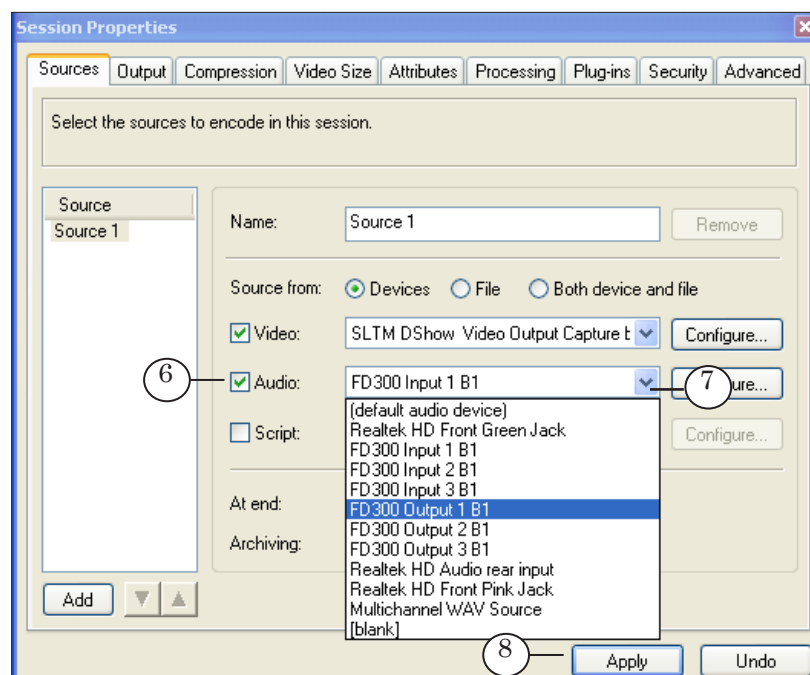 Session Properties
Sources Output Compression Video Size Attributes Processing Plug-ins Security Advanced
Select the sources to encode in this session.
Source
Source 1
Name: Source 1 Remove
Source from: Devices File Both device and file
Video: SLTM DShow Video Output Capture Configure...
6 Audio: FD300 Input 1 B1 7 ure...
(default audio device)
Realtek HD Front Green Jack
Script: Configure...
FD300 Input 1 B1
FD300 Input 2 B1
FD300 Input 3 B1
At end:
FD300 Output 1 B1
FD300 Output 2 B1
Archiving:
FD300 Output 3 B1
Realtek HD Audio rear input
Realtek HD Front Pink Jack
Multichannel WAV Source
[blank]
Add
8 Apply Undo